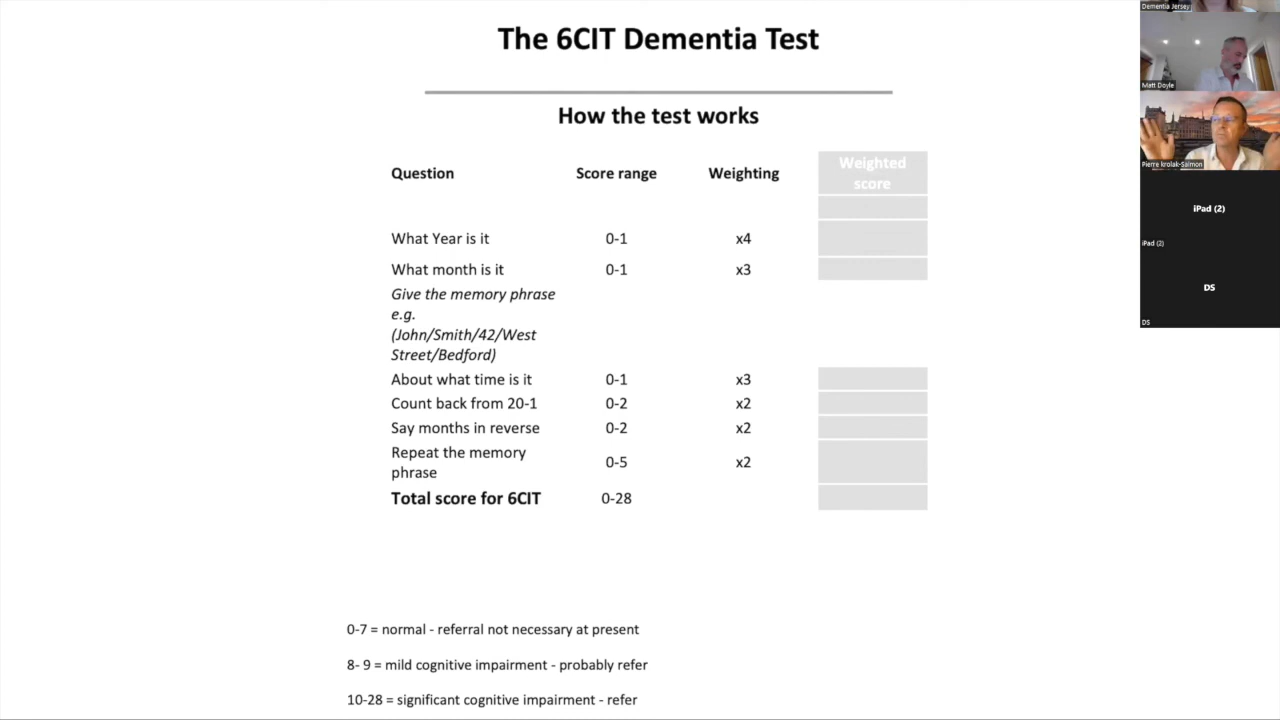 The 6CIT Dementia Test
How the test works
Question Score range Weighting Weighted
score
What Year is it 0-1 x4
What month is it 0-1 x3
Give the memory phrase
e.g.
(John/Smith/42/West
Street/Bedford)
About what time is it 0-1 x3
Count back from 20-1 0-2 x2
Say months in reverse 0-2 x2
Repeat the memory
phrase 0-5 x2
Total score for 6CIT 0-28
0-7 = normal - referral not necessary at present
8- 9 = mild cognitive impairment - probably refer
10-28 = significant cognitive impairment - refer
Dementia Jersey
Matt Doyle
Pierre krolak-Salmon
iPad (2)
iPad (2)
DS
DS